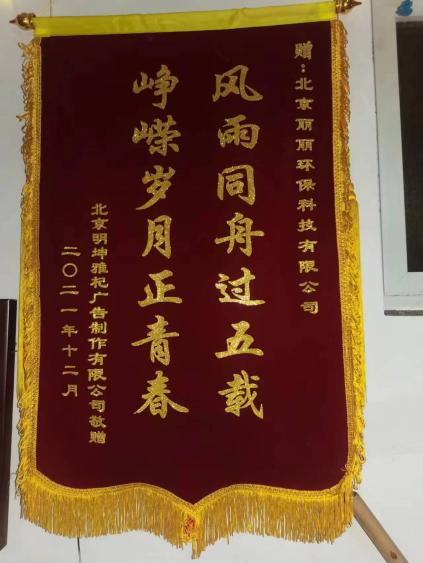 赠：北京丽丽环保科技有限公司
风雨同舟过五载
峥嵘岁月正青春
北京明坤雅杞广告制作有限公司敬赠
二〇二一年十二月